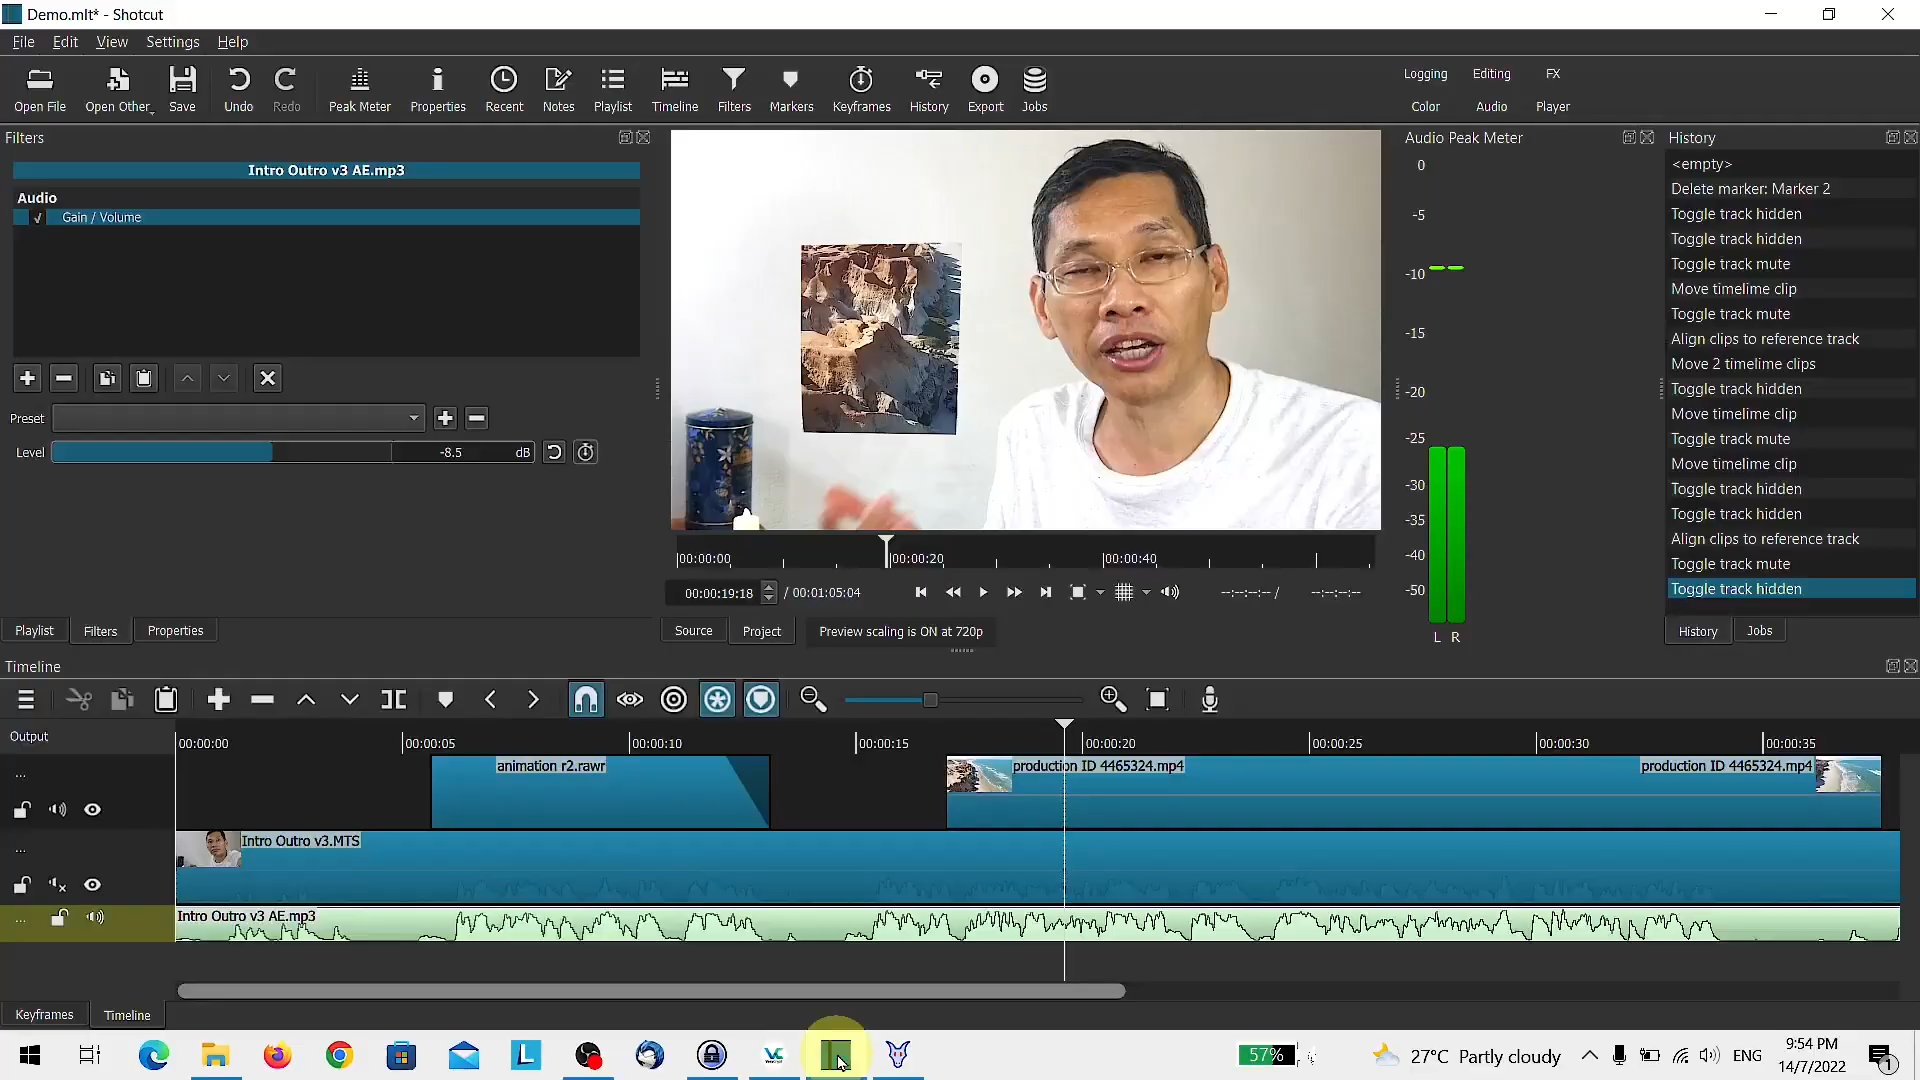 Demo.mlt* - Shotcut
File Edit View Settings Help
Open File Open Other... Save Undo Redo Peak Meter Properties Recent Notes Playlist Timeline Filters Markers Keyframes History Export Jobs
Logging Editing FX
Color Audio Player
Filters
Intro Outro v3 AE.mp3
Audio
Gain / Volume
Preset
Level -8.5 dB
Playlist Filters Properties
00:00:00 00:00:20 00:00:40
00:00:19:18 / 00:01:05:04 --:--:--:-- / --:--:--:--
Source Project Preview scaling is ON at 720p
Audio Peak Meter
0
-5
-10
-15
-20
-25
-30
-35
-40
-50
L R
History
<empty>
Delete marker: Marker 2
Toggle track hidden
Toggle track hidden
Toggle track mute
Move timelime clip
Toggle track mute
Align clips to reference track
Move 2 timelime clips
Toggle track hidden
Move timelime clip
Toggle track mute
Move timelime clip
Toggle track hidden
Toggle track hidden
Align clips to reference track
Toggle track mute
Toggle track hidden
History Jobs
Timeline
Output
00:00:00 00:00:05 00:00:10 00:00:15 00:00:20 00:00:25 00:00:30 00:00:35
... animation r2.rawr production ID 4465324.mp4 production ID 4465324.mp4
... Intro Outro v3.MTS
... Intro Outro v3 AE.mp3
Keyframes Timeline
L VC 57% 27°C Partly cloudy ENG
9:54 PM
14/7/2022
1